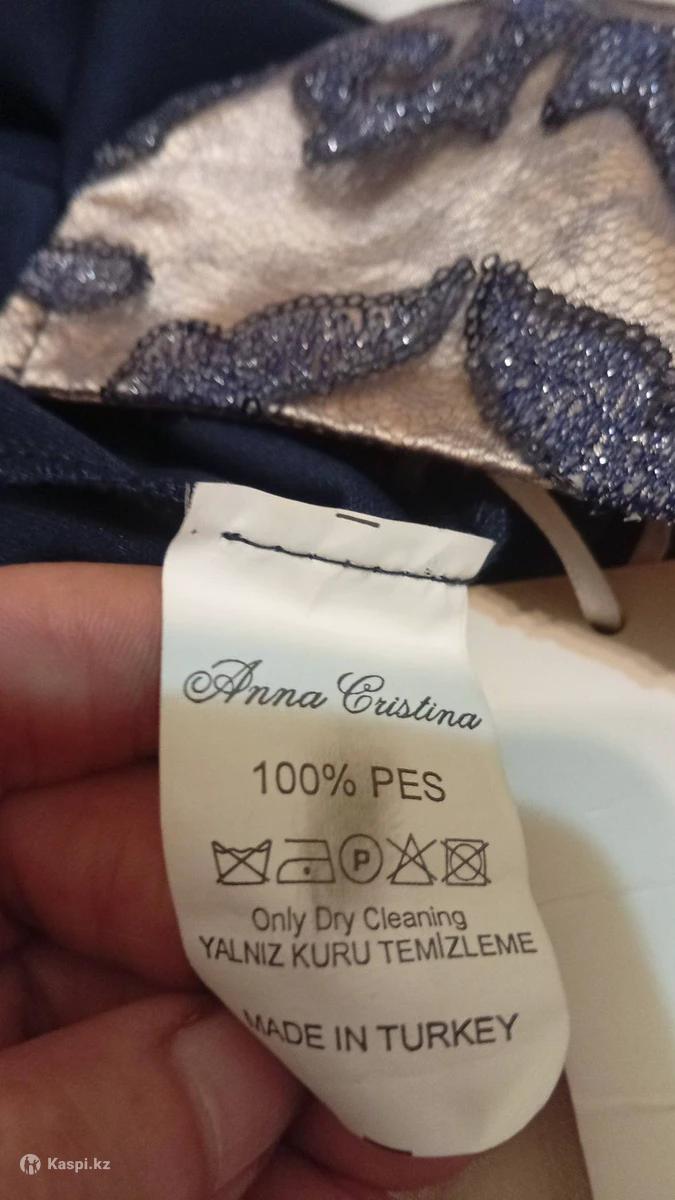 Anna Cristina
100% PES
P
Only Dry Cleaning
YALNIZ KURU TEMİZLEME
MADE IN TURKEY
Kaspi.kz